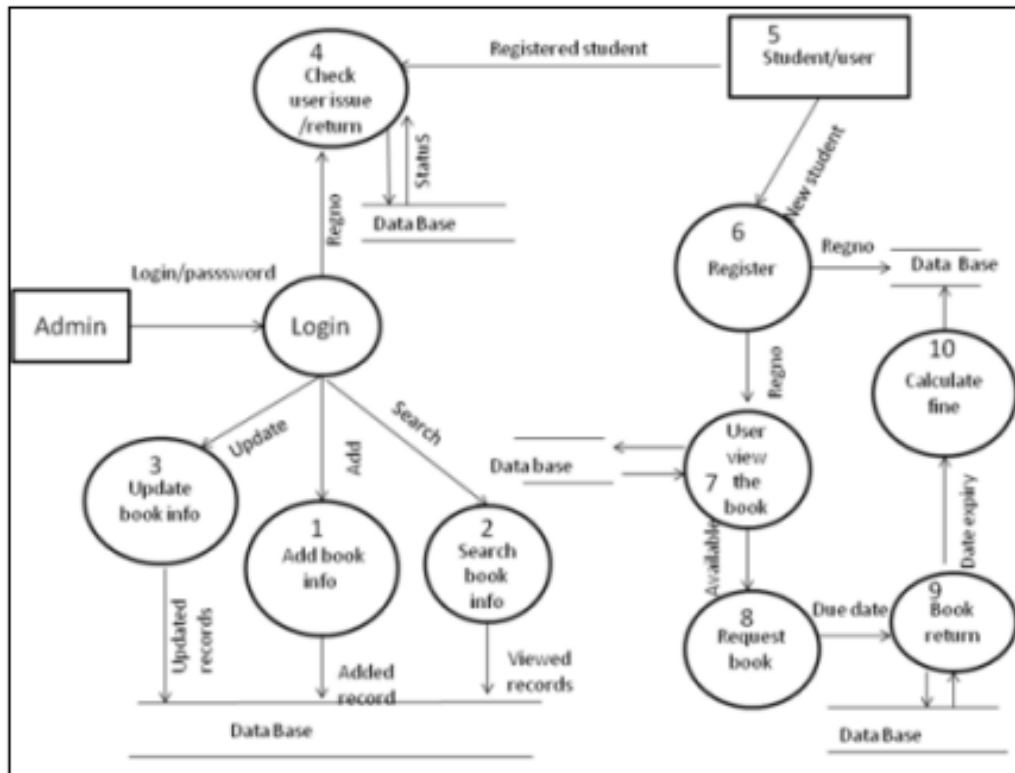 4
Check
user issue
/return
Registered student
5
Student/user
Status
Data Base
New student
Regno
6
Register
Regno
Data Base
Login/passsword
Admin
Login
10
Calculate
fine
Regno
Update
Add
Search
Data base
User
view
the
book
7
3
Update
book info
1
Add book
info
2
Search
book
info
Available
Date expiry
8
Request
book
Due date
9
Book
return
Updated
records
Added
record
Viewed
records
Data Base
Data Base